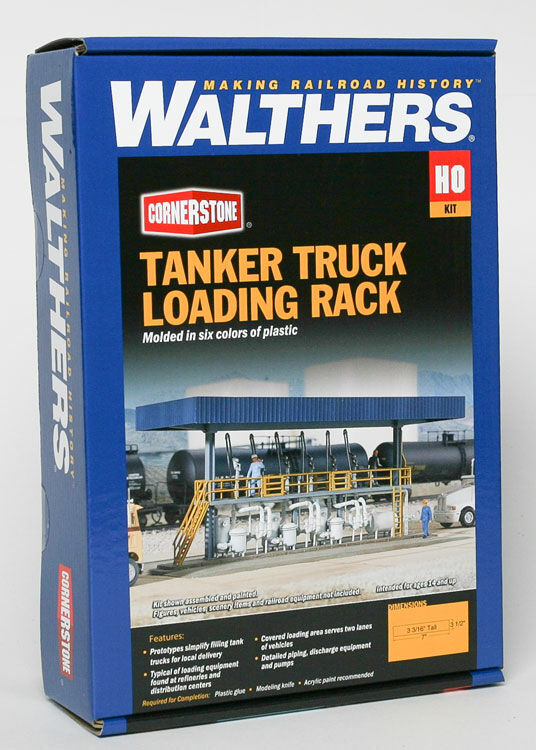 MAKING RAILROAD HISTORY™
WALTHERS®
HO
KIT
CORNERSTONE®
TANKER TRUCK
LOADING RACK
Molded in six colors of plastic
Kit shown assembled and painted.
Figures, vehicles, scenery items and railroad equipment not included.
Intended for ages 14 and up
DIMENSIONS
3 3/16" Tall
7"
3 1/2"
Features:
• Prototypes simplify filling tank
trucks for local delivery
• Typical of loading equipment
found at refineries and
distribution centers
• Covered loading area serves two lanes
of vehicles
• Detailed piping, discharge equipment
and pumps
Required for Completion: Plastic glue • Modeling knife • Acrylic paint recommended
MAKING RAILROAD HISTORY
WALTHERS
CORNERSTONE